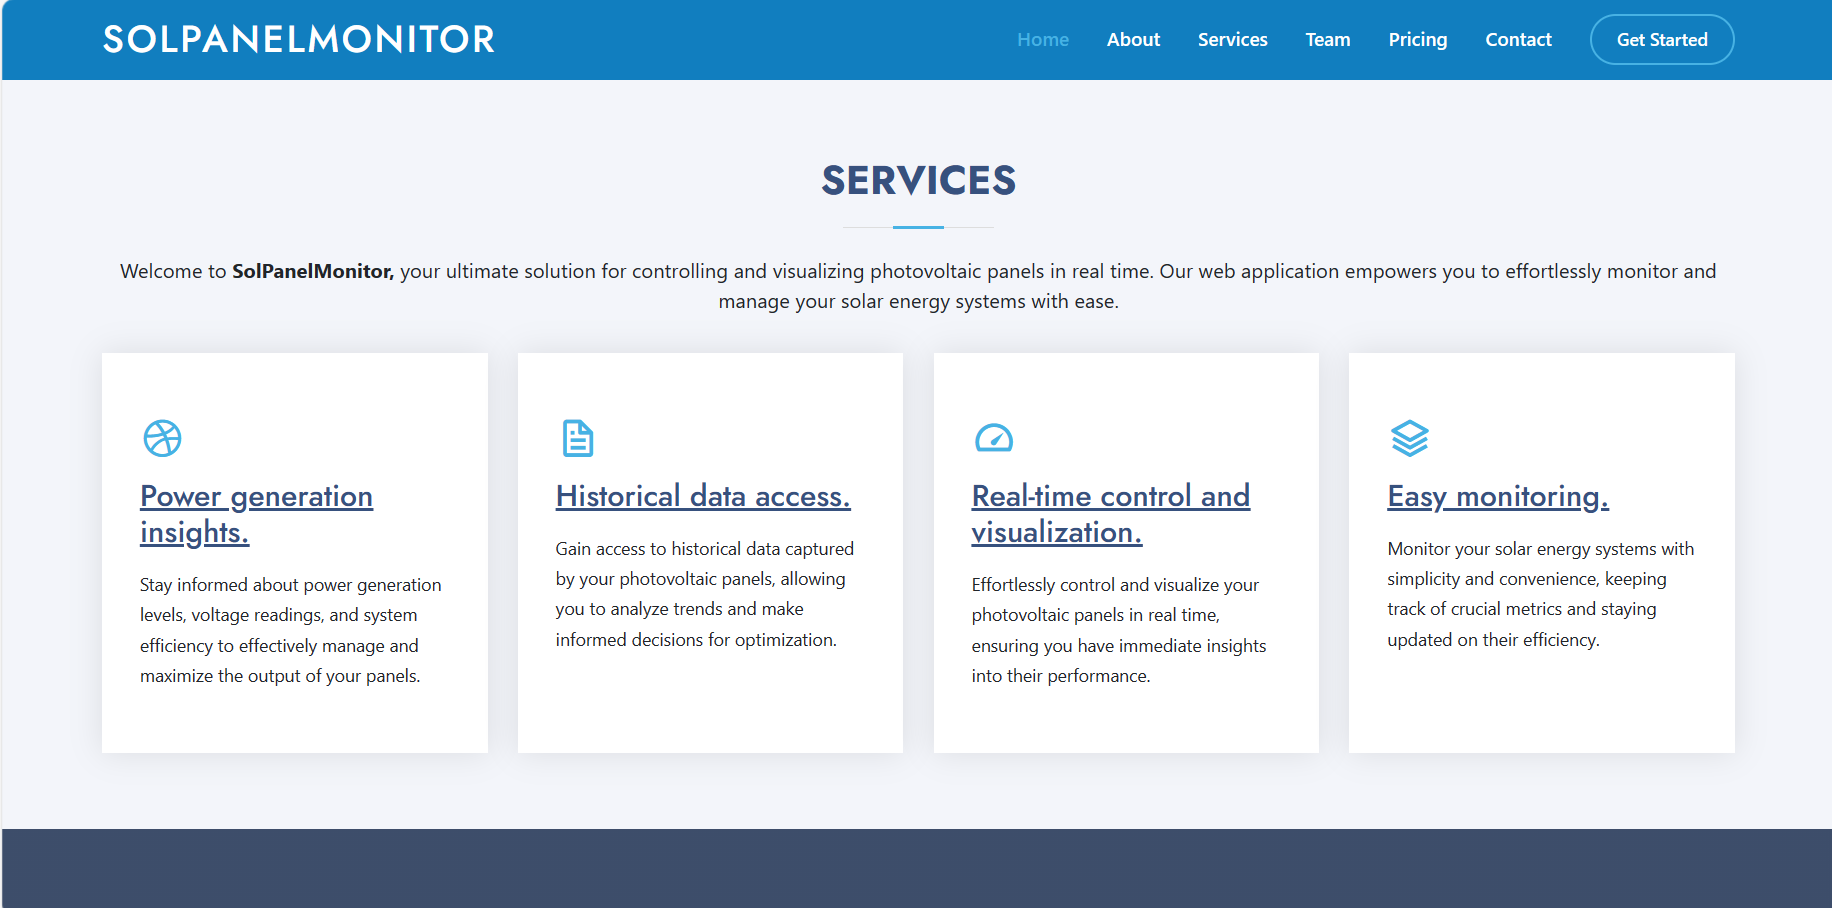 SOLPANELMONITOR
Home About Services Team Pricing Contact Get Started
SERVICES
Welcome to SolPanelMonitor, your ultimate solution for controlling and visualizing photovoltaic panels in real time. Our web application empowers you to effortlessly monitor and
manage your solar energy systems with ease.
Power generation
insights.
Stay informed about power generation
levels, voltage readings, and system
efficiency to effectively manage and
maximize the output of your panels.
Historical data access.
Gain access to historical data captured
by your photovoltaic panels, allowing
you to analyze trends and make
informed decisions for optimization.
Real-time control and
visualization.
Effortlessly control and visualize your
photovoltaic panels in real time,
ensuring you have immediate insights
into their performance.
Easy monitoring.
Monitor your solar energy systems with
simplicity and convenience, keeping
track of crucial metrics and staying
updated on their efficiency.